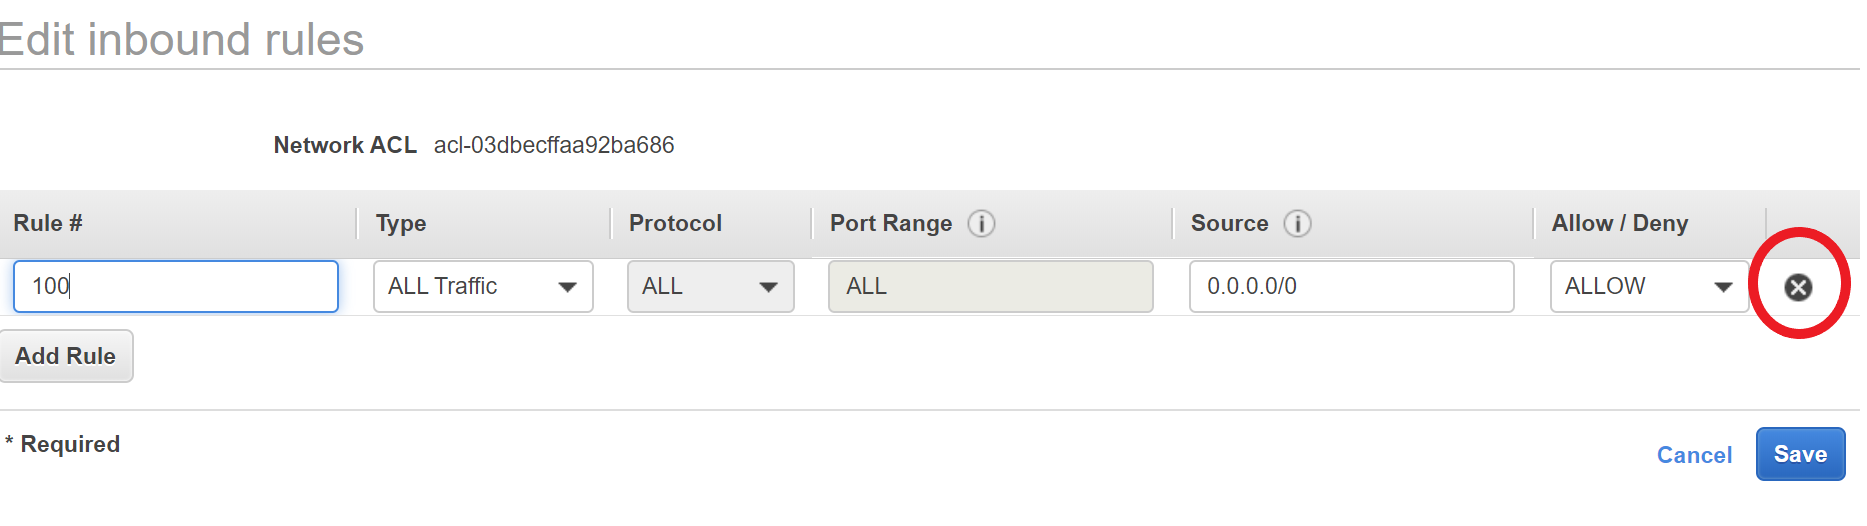 Edit inbound rules
Network ACL acl-03dbecffaa92ba686
Rule # Type Protocol Port Range i Source i Allow / Deny
100 ALL Traffic ALL ALL 0.0.0.0/0 ALLOW
Add Rule
* Required
Cancel Save